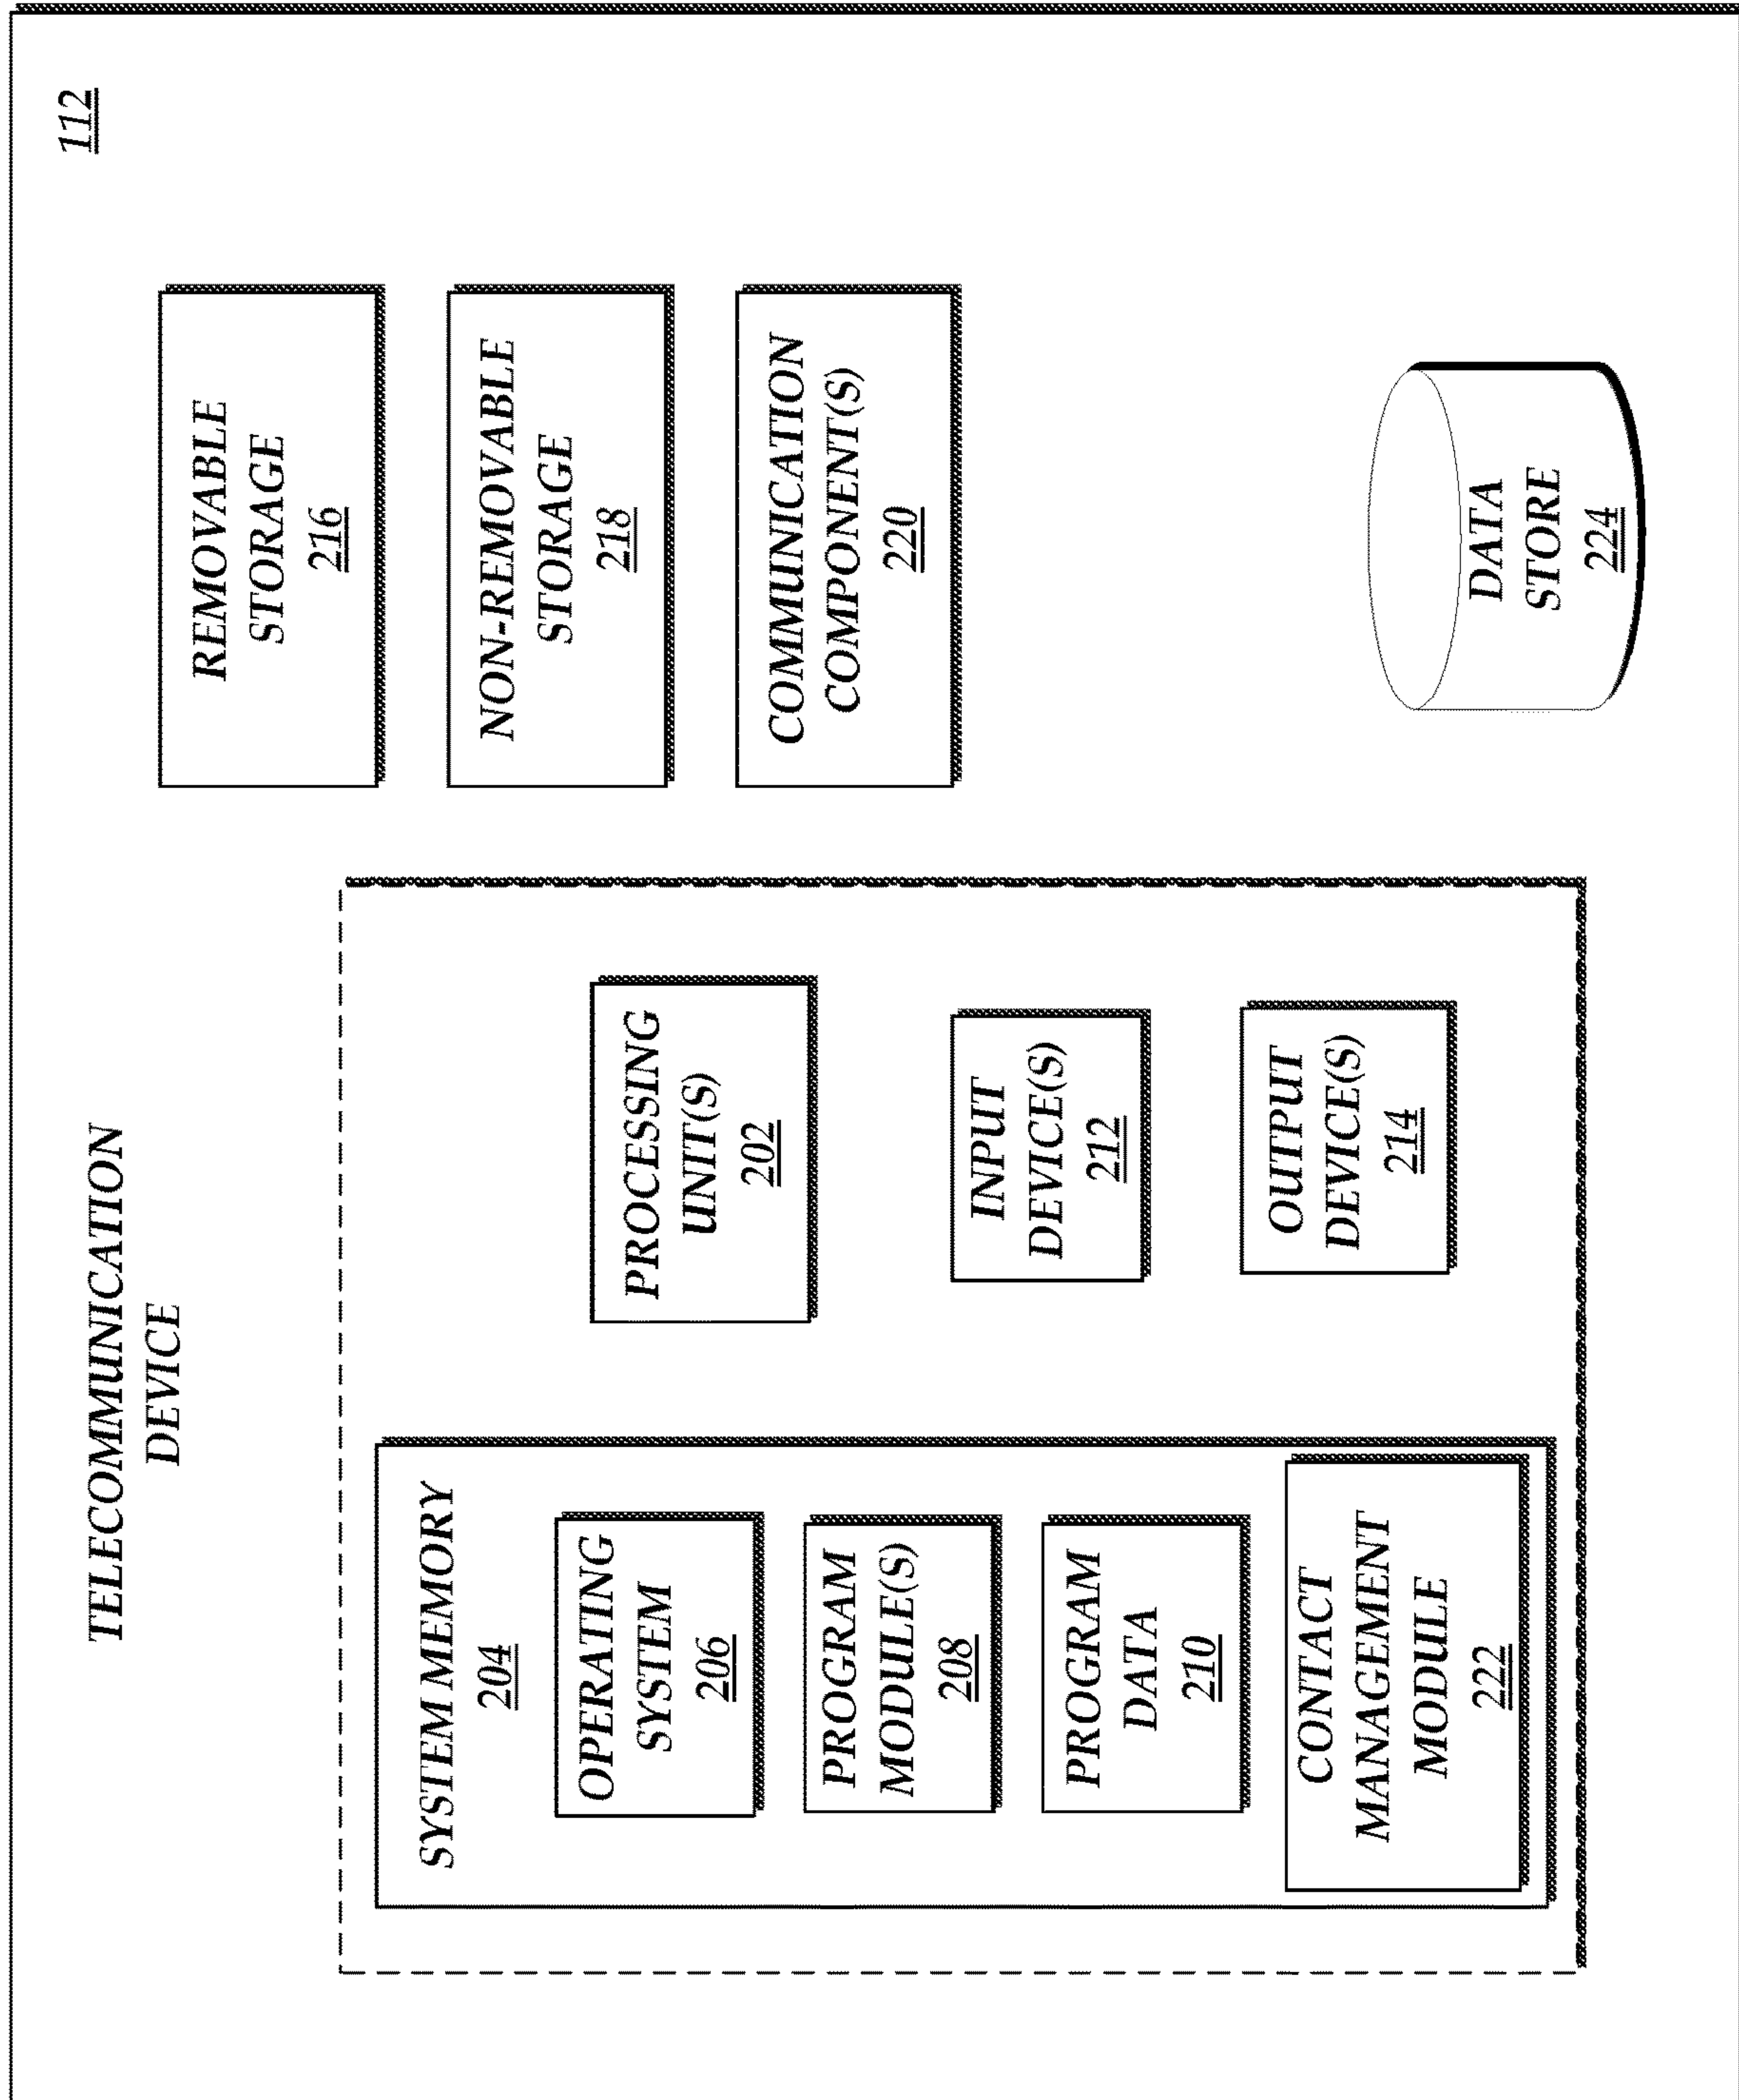 112
TELECOMMUNICATION
DEVICE
SYSTEM MEMORY
204
OPERATING
SYSTEM
206
PROGRAM
MODULE(S)
208
PROGRAM
DATA
210
CONTACT
MANAGEMENT
MODULE
222
PROCESSING
UNIT(S)
202
INPUT
DEVICE(S)
212
OUTPUT
DEVICE(S)
214
REMOVABLE
STORAGE
216
NON-REMOVABLE
STORAGE
218
COMMUNICATION
COMPONENT(S)
220
DATA
STORE
224